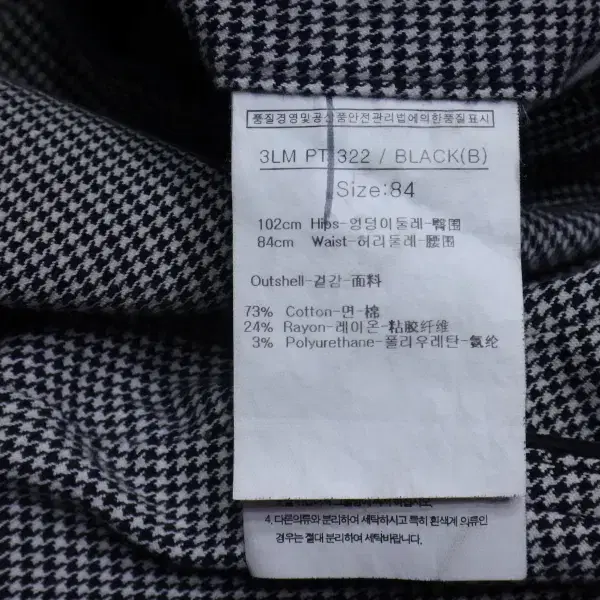 품질경영및공산품안전관리법에의한품질표시
3LM PT 322 / BLACK(B)
Size:84
102cm Hips-엉덩이둘레-臀围
84cm Waist-허리둘레-腰围
Outshell-겉감-面料
73% Cotton-면-棉
24% Rayon-레이온-粘胶纤维
3% Polyurethane-폴리우레탄-氨纶
4. 다른의류와 분리하여 세탁하시고 특히 흰색계 의류인
경우는 절대 분리하여 세탁바랍니다.